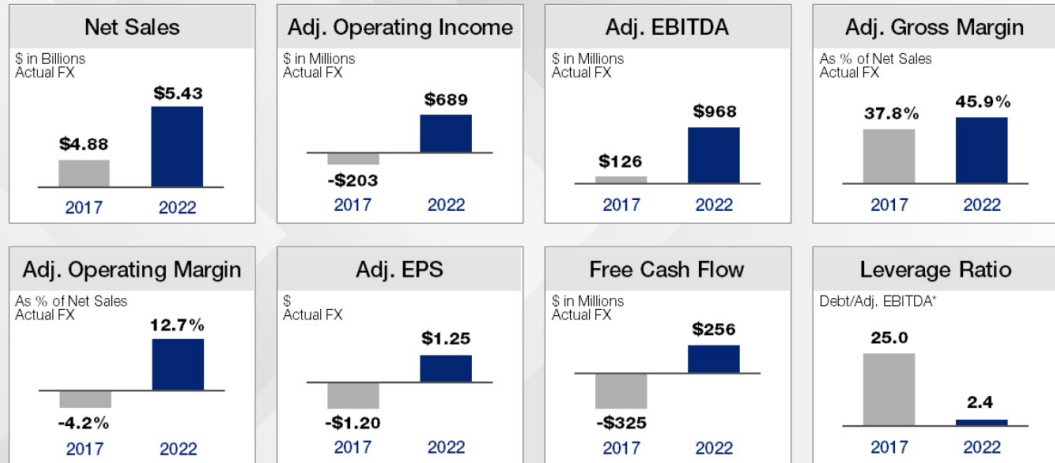 Net Sales
$ in Billions
Actual FX
$4.88
$5.43
2017
2022
Adj. Operating Income
$ in Millions
Actual FX
-$203
$689
2017
2022
Adj. EBITDA
$ in Millions
Actual FX
$126
$968
2017
2022
Adj. Gross Margin
As % of Net Sales
Actual FX
37.8%
45.9%
2017
2022
Adj. Operating Margin
As % of Net Sales
Actual FX
-4.2%
12.7%
2017
2022
Adj. EPS
$
Actual FX
-$1.20
$1.25
2017
2022
Free Cash Flow
$ in Millions
Actual FX
-$325
$256
2017
2022
Leverage Ratio
Debt/Adj. EBITDA*
25.0
2.4
2017
2022